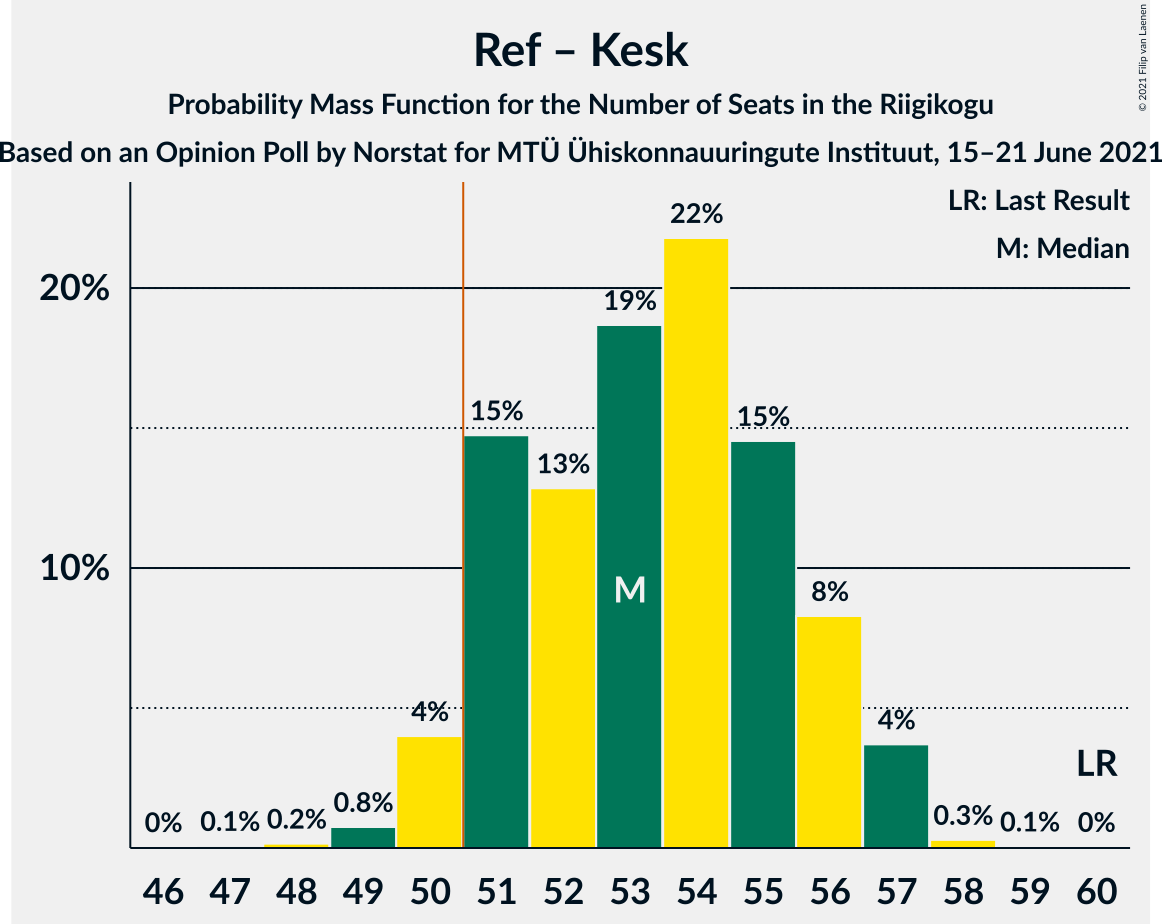 Ref – Kesk
Probability Mass Function for the Number of Seats in the Riigikogu
Based on an Opinion Poll by Norstat for MTÜ Ühiskonnauuringute Instituut, 15–21 June 2021
© 2021 Filip van Laenen
LR: Last Result
M: Median
20%
10%
0% 0.1% 0.2% 0.8% 4% 15% 13% 19% 22% 15% 8% 4% 0.3% 0.1% 0%
M
LR
46 47 48 49 50 51 52 53 54 55 56 57 58 59 60